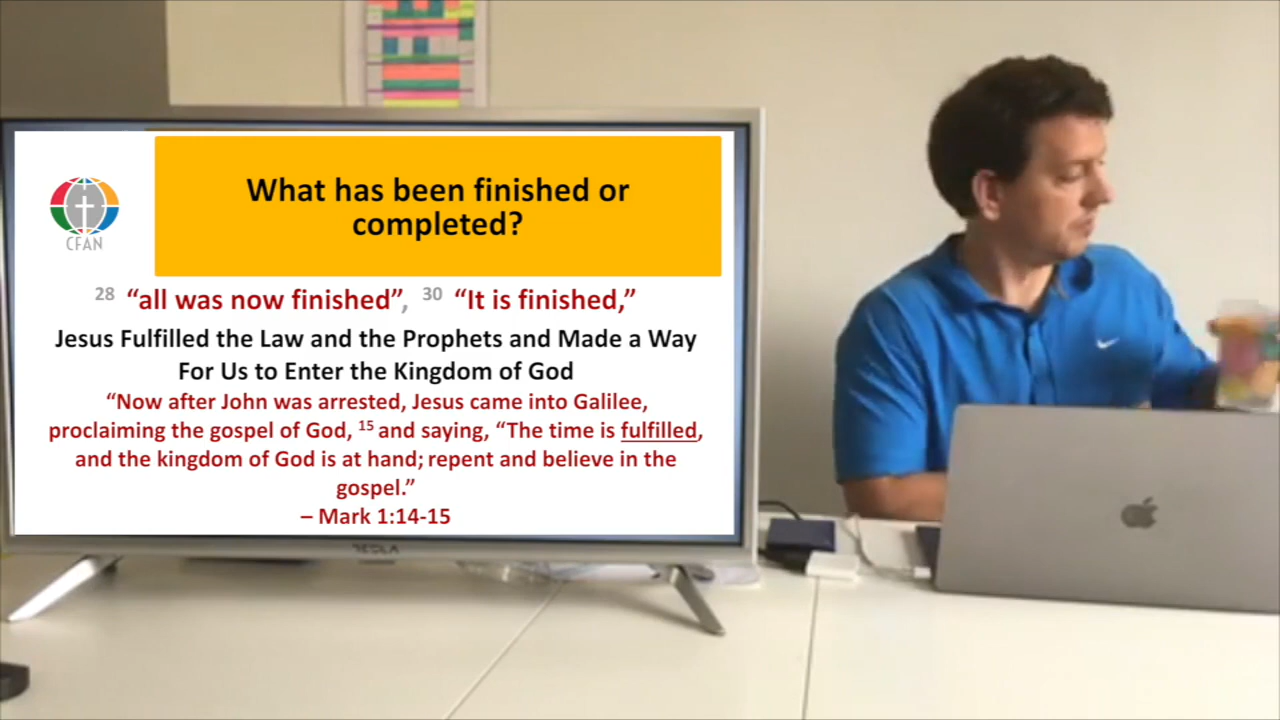 What has been finished or
completed?
CFAN
28 “all was now finished”, 30 “It is finished,”
Jesus Fulfilled the Law and the Prophets and Made a Way
For Us to Enter the Kingdom of God
“Now after John was arrested, Jesus came into Galilee,
proclaiming the gospel of God, 15 and saying, “The time is fulfilled,
and the kingdom of God is at hand; repent and believe in the
gospel.”
– Mark 1:14-15
TESLA